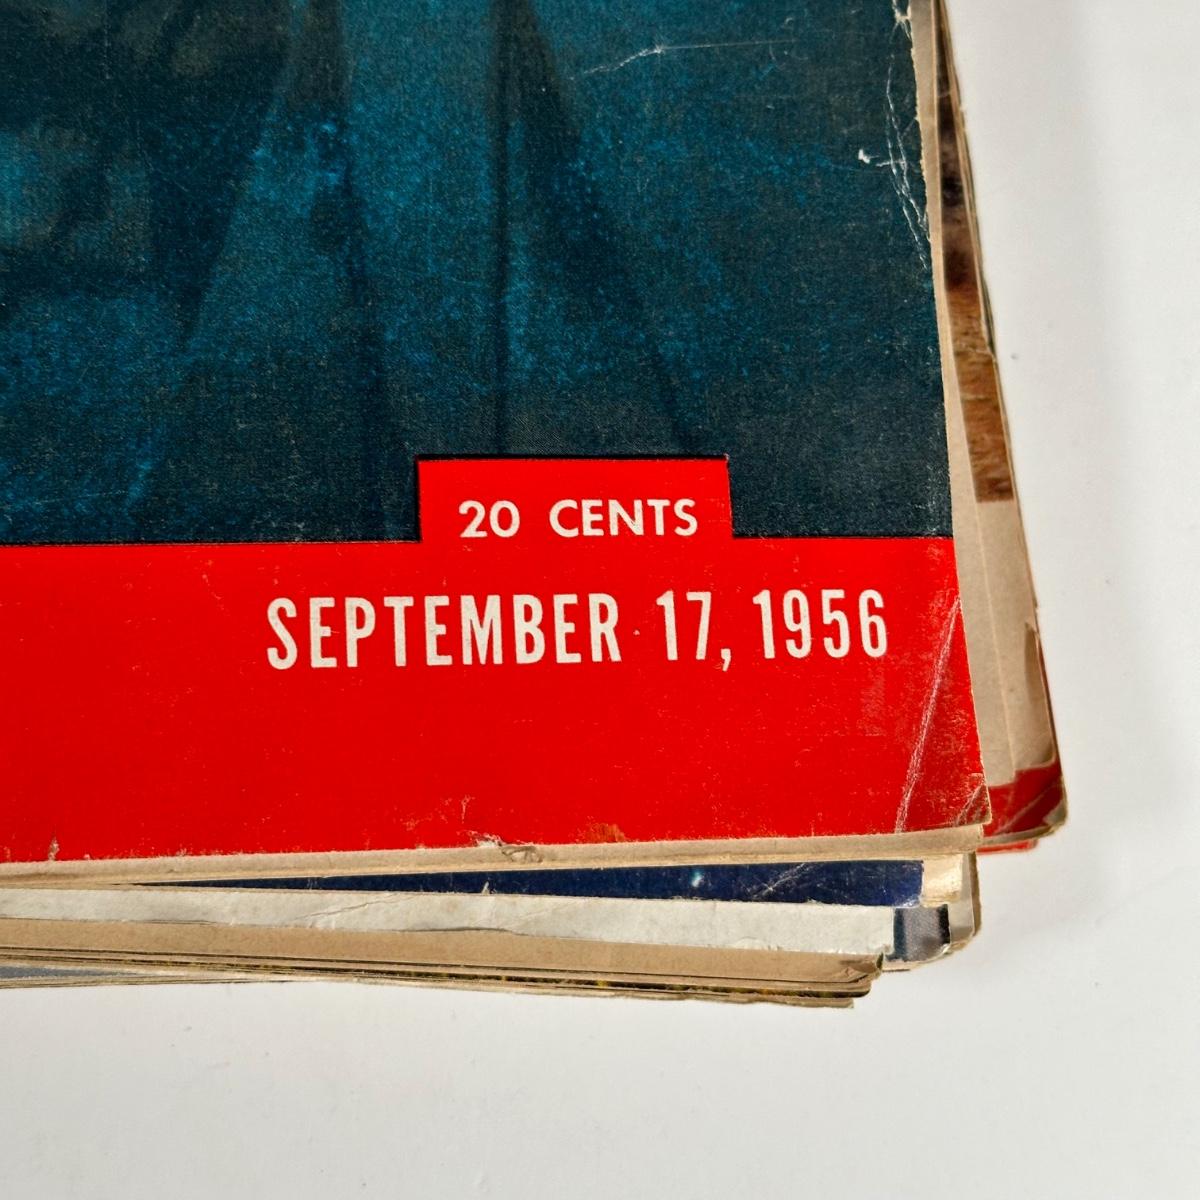 20 CENTS
SEPTEMBER 17, 1956